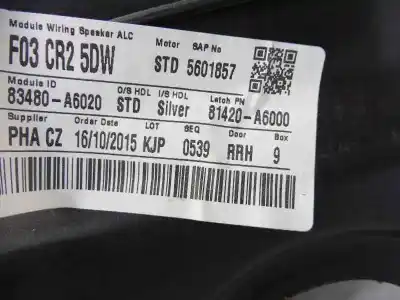 Module Wiring Speaker ALC Motor SAP No
F03 CR2 5DW STD 5601857
Module ID O/S HDL I/S HDL Latch PN
83480-A6020 STD Silver 81420-A6000
Supplier Order Date LOT SEQ Door Box
PHA CZ 16/10/2015 KJP 0539 RRH 9